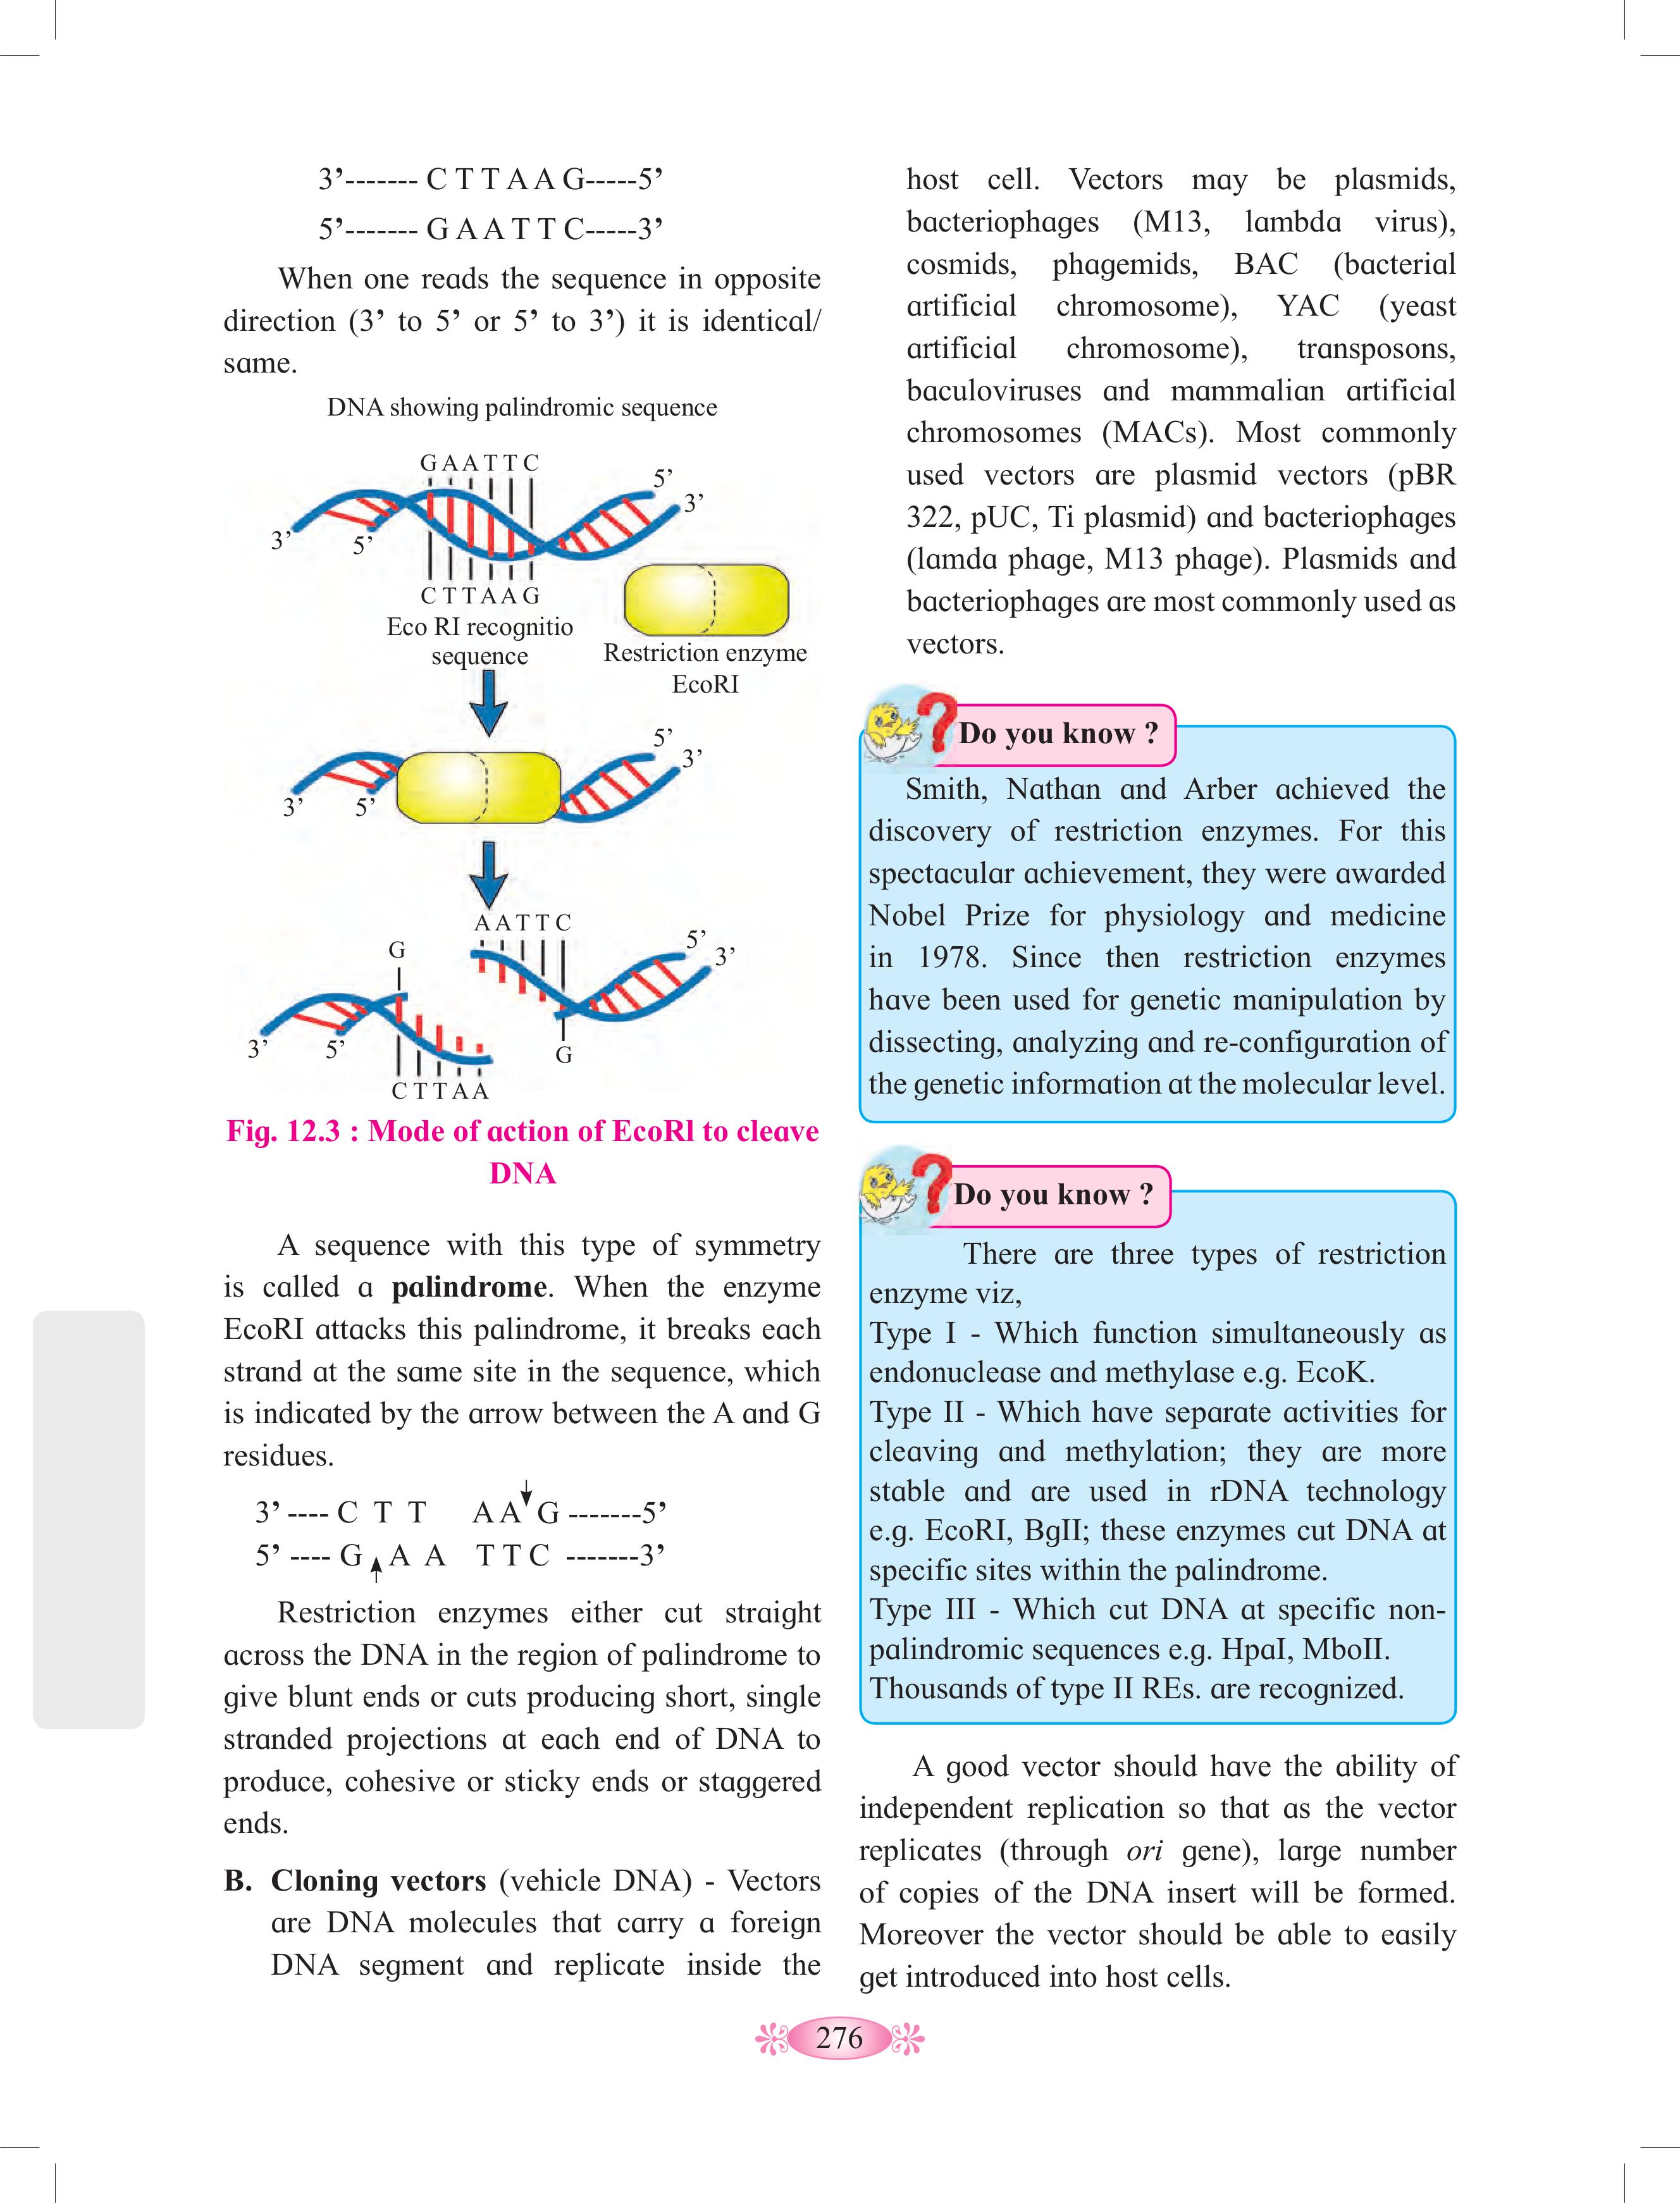 3’------- C T T A A G-----5’
5’------- G A A T T C-----3’
When one reads the sequence in opposite
direction (3’ to 5’ or 5’ to 3’) it is identical/
same.
DNA showing palindromic sequence
G A A T T C
5’
3’
3’
5’
C T T A A G
Eco RI recognitio
sequence
Restriction enzyme
EcoRI
5’
3’
3’
5’
A A T T C
G
5’
3’
3’
5’
G
C T T A A
Fig. 12.3 : Mode of action of EcoRl to cleave
DNA
A sequence with this type of symmetry
is called a palindrome. When the enzyme
EcoRI attacks this palindrome, it breaks each
strand at the same site in the sequence, which
is indicated by the arrow between the A and G
residues.
3’ ---- C T T A A G -------5’
5’ ---- G A A T T C -------3’
Restriction enzymes either cut straight
across the DNA in the region of palindrome to
give blunt ends or cuts producing short, single
stranded projections at each end of DNA to
produce, cohesive or sticky ends or staggered
ends.
B. Cloning vectors (vehicle DNA) - Vectors
are DNA molecules that carry a foreign
DNA segment and replicate inside the
host cell. Vectors may be plasmids,
bacteriophages (M13, lambda virus),
cosmids, phagemids, BAC (bacterial
artificial chromosome), YAC (yeast
artificial chromosome), transposons,
baculoviruses and mammalian artificial
chromosomes (MACs). Most commonly
used vectors are plasmid vectors (pBR
322, pUC, Ti plasmid) and bacteriophages
(lamda phage, M13 phage). Plasmids and
bacteriophages are most commonly used as
vectors.
Do you know ?
Smith, Nathan and Arber achieved the
discovery of restriction enzymes. For this
spectacular achievement, they were awarded
Nobel Prize for physiology and medicine
in 1978. Since then restriction enzymes
have been used for genetic manipulation by
dissecting, analyzing and re-configuration of
the genetic information at the molecular level.
Do you know ?
There are three types of restriction
enzyme viz,
Type I - Which function simultaneously as
endonuclease and methylase e.g. EcoK.
Type II - Which have separate activities for
cleaving and methylation; they are more
stable and are used in rDNA technology
e.g. EcoRI, BgII; these enzymes cut DNA at
specific sites within the palindrome.
Type III - Which cut DNA at specific non-
palindromic sequences e.g. HpaI, MboII.
Thousands of type II REs. are recognized.
A good vector should have the ability of
independent replication so that as the vector
replicates (through ori gene), large number
of copies of the DNA insert will be formed.
Moreover the vector should be able to easily
get introduced into host cells.
276